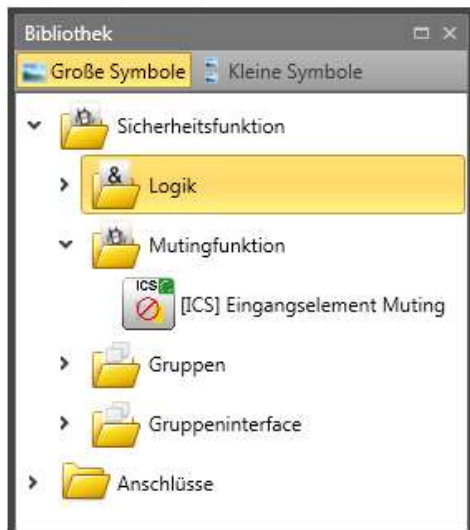 Bibliothek
Große Symbole Kleine Symbole
Sicherheitsfunktion
&
Logik
Mutingfunktion
ICS
[ICS] Eingangselement Muting
Gruppen
Gruppeninterface
Anschlüsse